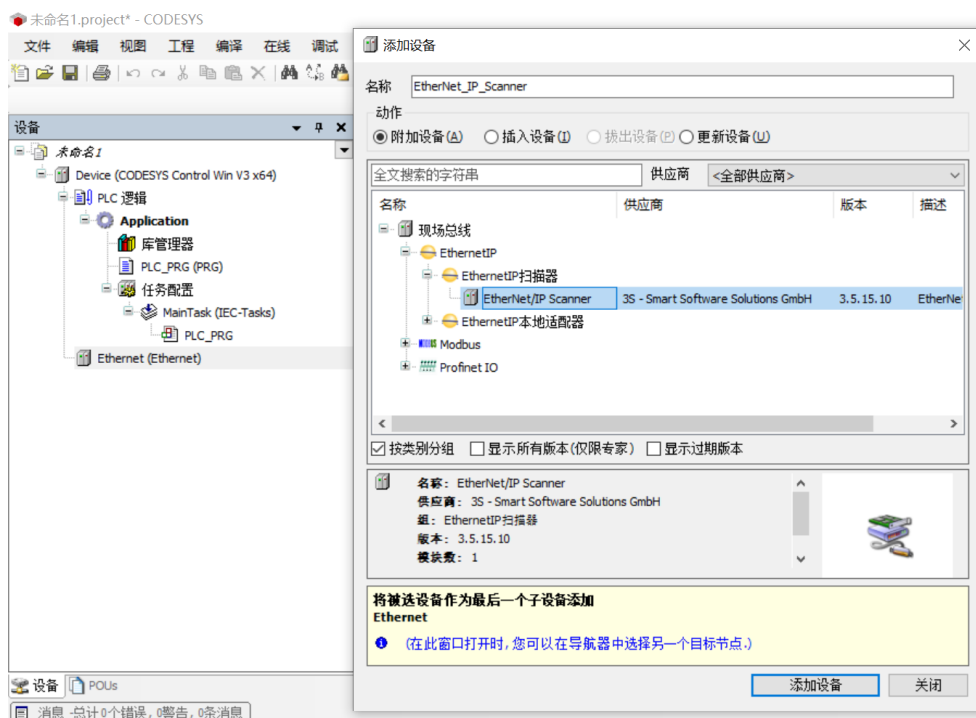 未命名1.project* - CODESYS
文件 编辑 视图 工程 编译 在线 调试
设备
未命名1
Device (CODESYS Control Win V3 x64)
PLC 逻辑
Application
库管理器
PLC_PRG (PRG)
任务配置
MainTask (IEC-Tasks)
PLC_PRG
Ethernet (Ethernet)
设备 POUs
消息 -总计0个错误,0警告,0条消息
添加设备
名称 EtherNet_IP_Scanner
动作
附加设备(A) 插入设备(I) 拔出设备(P) 更新设备(U)
全文搜索的字符串 供应商 <全部供应商>
名称 供应商 版本 描述
现场总线
EthernetIP
EthernetIP扫描器
EtherNet/IP Scanner 3S - Smart Software Solutions GmbH 3.5.15.10 EtherNe
EthernetIP本地适配器
Modbus
Profinet IO
按类别分组 显示所有版本(仅限专家) 显示过期版本
名称: EtherNet/IP Scanner
供应商: 3S - Smart Software Solutions GmbH
组: EthernetIP扫描器
版本: 3.5.15.10
模块数: 1
将被选设备作为最后一个子设备添加
Ethernet
(在此窗口打开时,您可以在导航器中选择另一个目标节点.)
添加设备 关闭